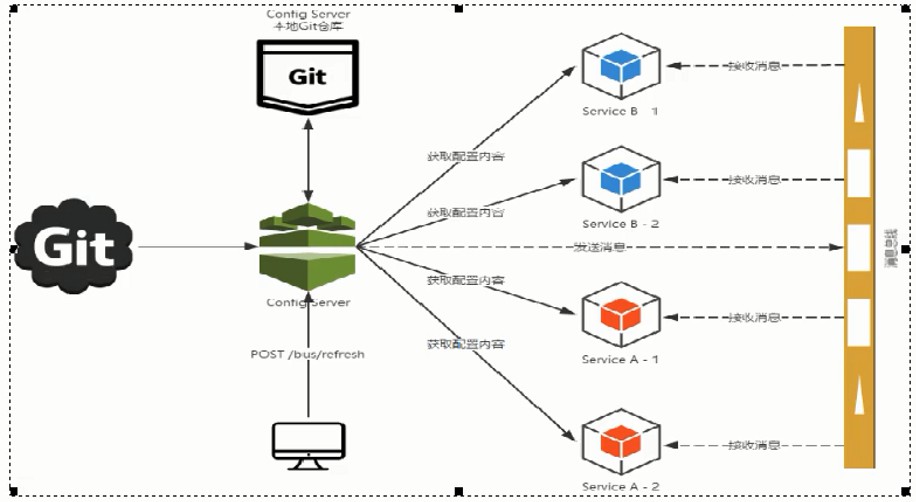 Config Server
本地Git仓库
Git
Git
Config Server
POST /bus/refresh
获取配置内容
获取配置内容
发送消息
获取配置内容
获取配置内容
Service B - 1
Service B - 2
Service A - 1
Service A - 2
接收消息
接收消息
接收消息
接收消息
消息总线